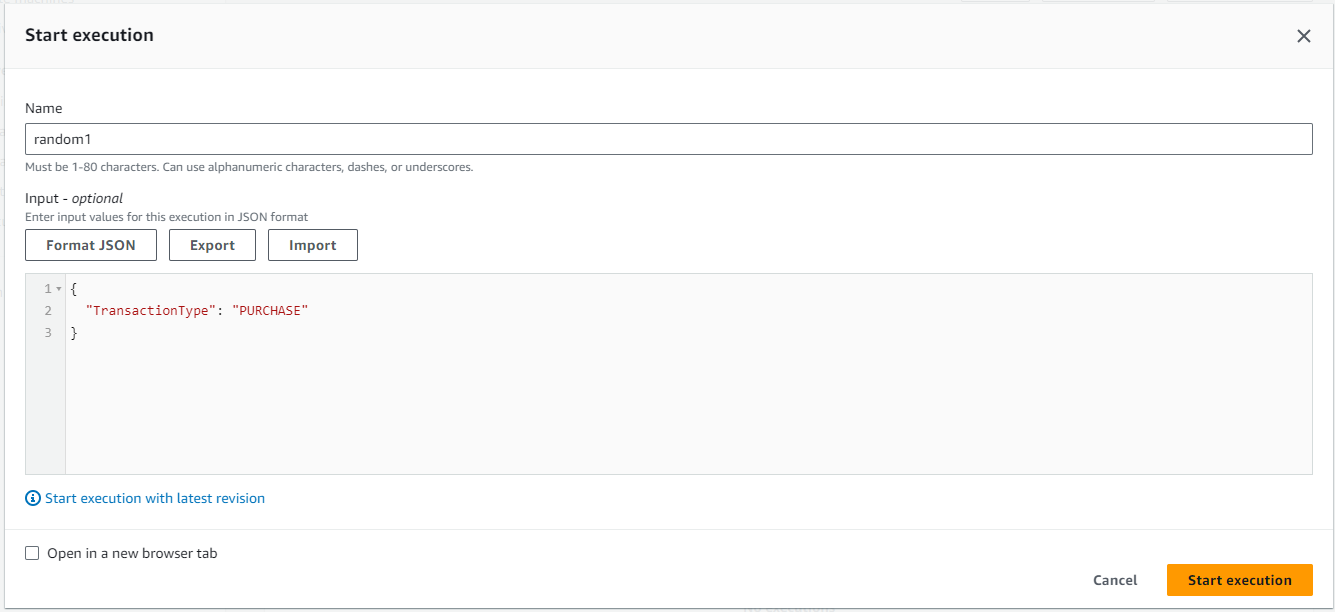 Start execution
Name
random1
Must be 1-80 characters. Can use alphanumeric characters, dashes, or underscores.
Input - optional
Enter input values for this execution in JSON format
Format JSON Export Import
1 {
2 "TransactionType": "PURCHASE"
3 }
Start execution with latest revision
Open in a new browser tab
Cancel Start execution